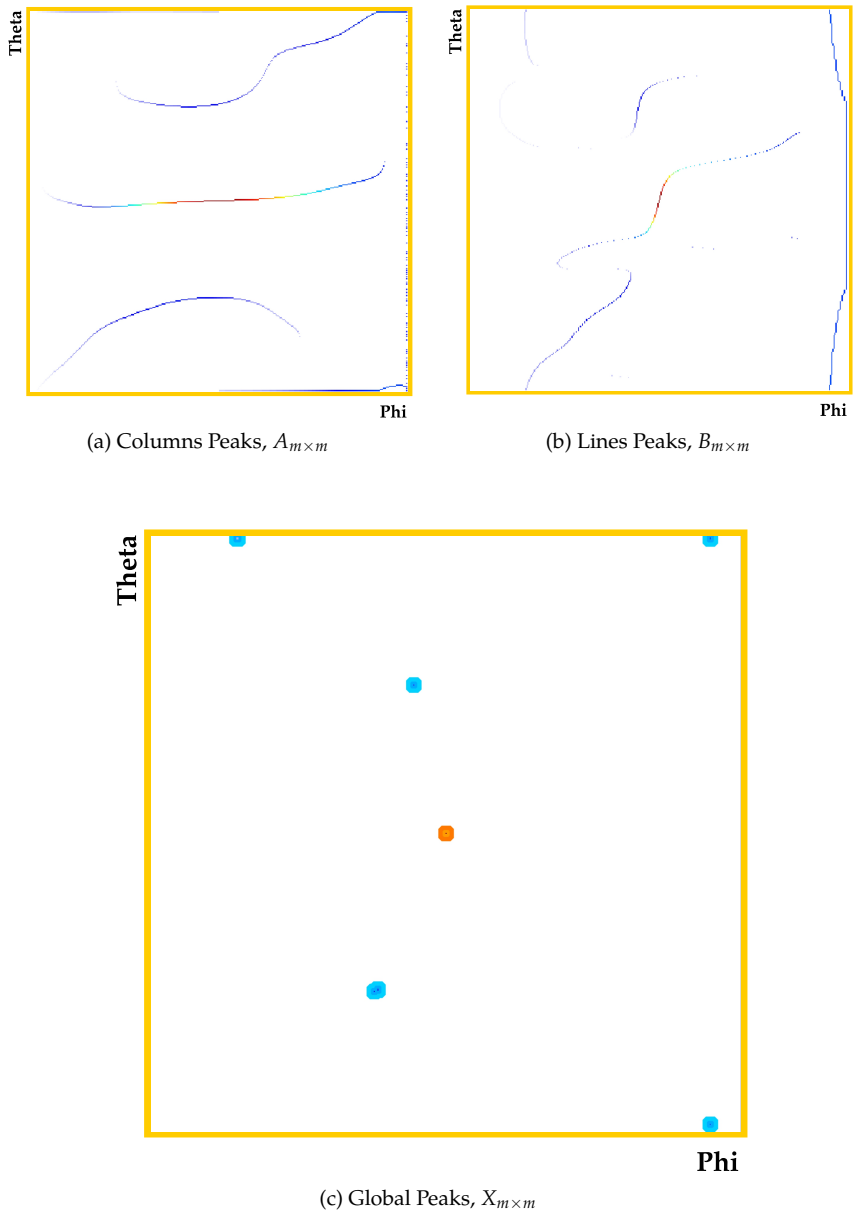 Theta
Phi
(a) Columns Peaks, A_{m×m}
Theta
Phi
(b) Lines Peaks, B_{m×m}
Theta
Phi
(c) Global Peaks, X_{m×m}